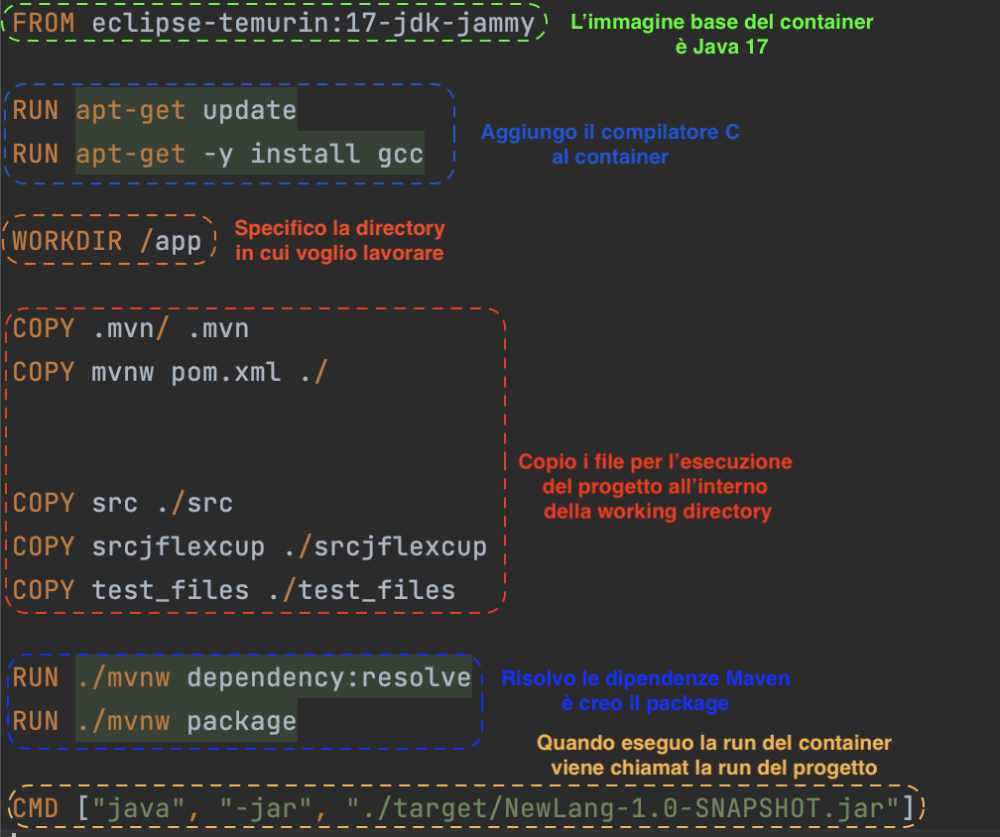 FROM eclipse-temurin:17-jdk-jammy
L'immagine base del container
è Java 17
RUN apt-get update
RUN apt-get -y install gcc
Aggiungo il compilatore C
al container
WORKDIR /app
Specifico la directory
in cui voglio lavorare
COPY .mvn/ .mvn
COPY mvnw pom.xml ./
COPY src ./src
COPY srcjflexcup ./srcjflexcup
COPY test_files ./test_files
Copio i file per l'esecuzione
del progetto all'interno
della working directory
RUN ./mvnw dependency:resolve
RUN ./mvnw package
Risolvo le dipendenze Maven
è creo il package
Quando eseguo la run del container
viene chiamat la run del progetto
CMD ["java", "-jar", "./target/NewLang-1.0-SNAPSHOT.jar"]